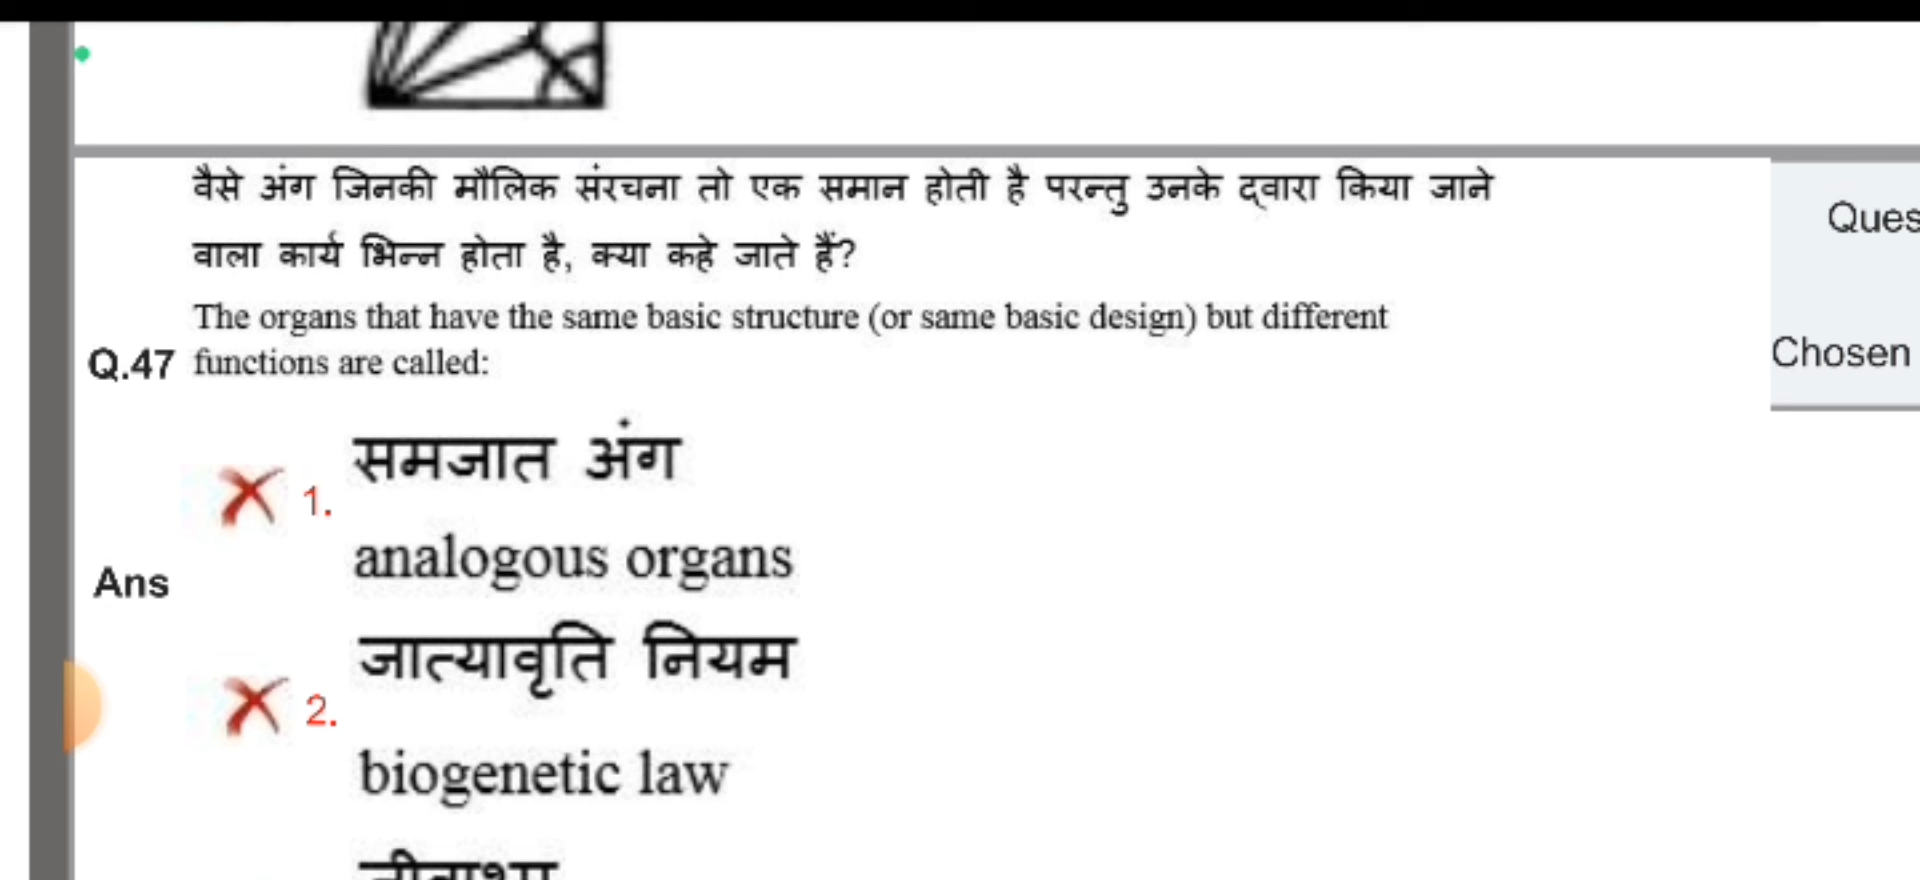 वैसे अंग जिनकी मौलिक संरचना तो एक समान होती है परन्तु उनके द्वारा किया जाने
वाला कार्य भिन्न होता है, क्या कहे जाते हैं?
The organs that have the same basic structure (or same basic design) but different
Q.47 functions are called:
Ques
Chosen
Ans
1. समजात अंग
analogous organs
2. जात्यावृति नियम
biogenetic law